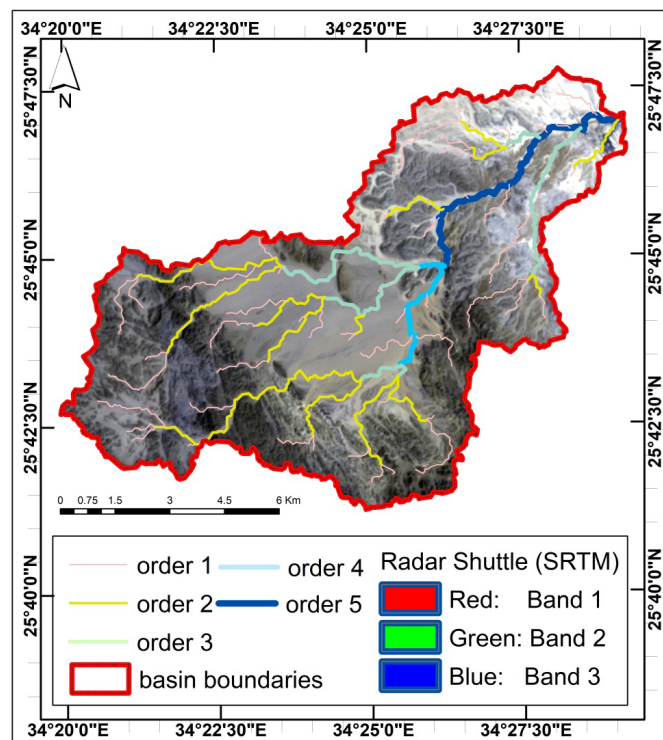 34°20'0"E 34°22'30"E 34°25'0"E 34°27'30"E
25°47'30"N 25°47'30"N
N
25°45'0"N 25°45'0"N
25°42'30"N 25°42'30"N
0 0.75 1.5 3 4.5 6 Km
order 1 order 4 Radar Shuttle (SRTM)
order 2 order 5 Red: Band 1
order 3 Green: Band 2
basin boundaries Blue: Band 3
25°40'0"N 25°40'0"N
34°20'0"E 34°22'30"E 34°25'0"E 34°27'30"E